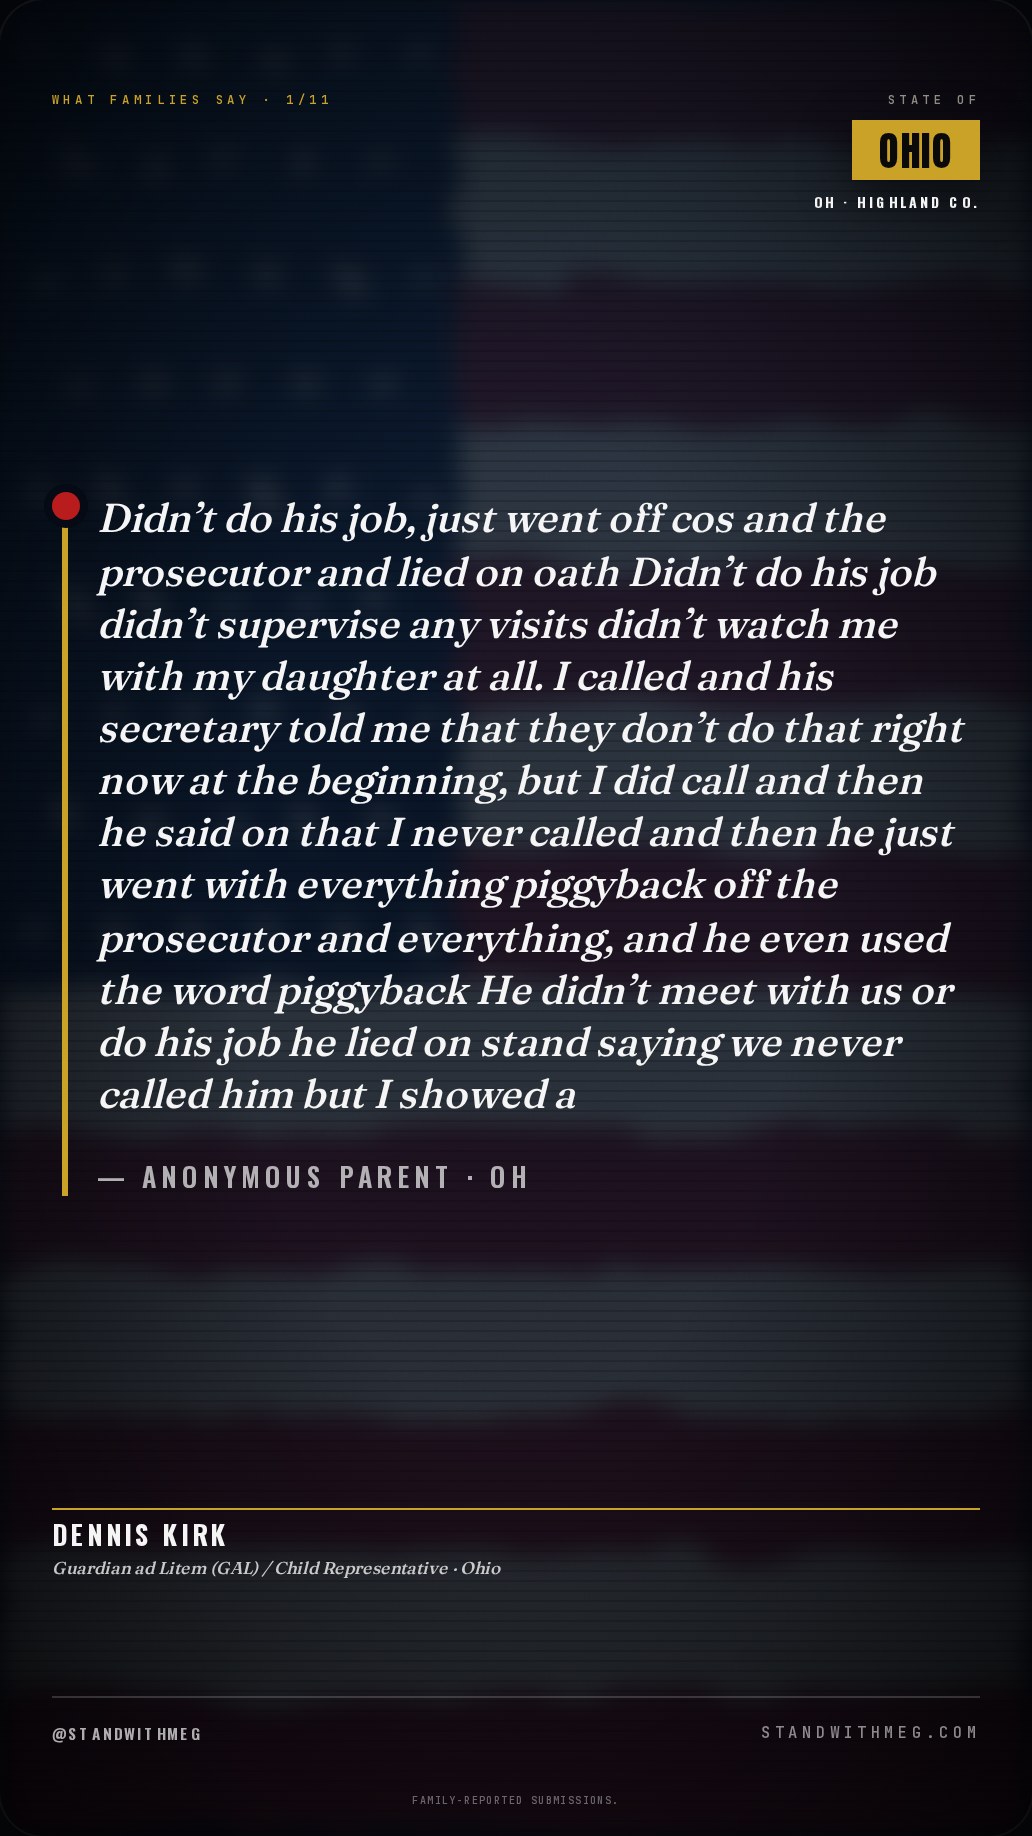 WHAT FAMILIES SAY · 1/11
STATE OF
OHIO
OH · HIGHLAND CO.
Didn’t do his job, just went off cos and the
prosecutor and lied on oath Didn’t do his job
didn’t supervise any visits didn’t watch me
with my daughter at all. I called and his
secretary told me that they don’t do that right
now at the beginning, but I did call and then
he said on that I never called and then he just
went with everything piggyback off the
prosecutor and everything, and he even used
the word piggyback He didn’t meet with us or
do his job he lied on stand saying we never
called him but I showed a
— ANONYMOUS PARENT · OH
DENNIS KIRK
Guardian ad Litem (GAL) / Child Representative · Ohio
@STANDWITHMEG
STANDWITHMEG.COM
FAMILY-REPORTED SUBMISSIONS.